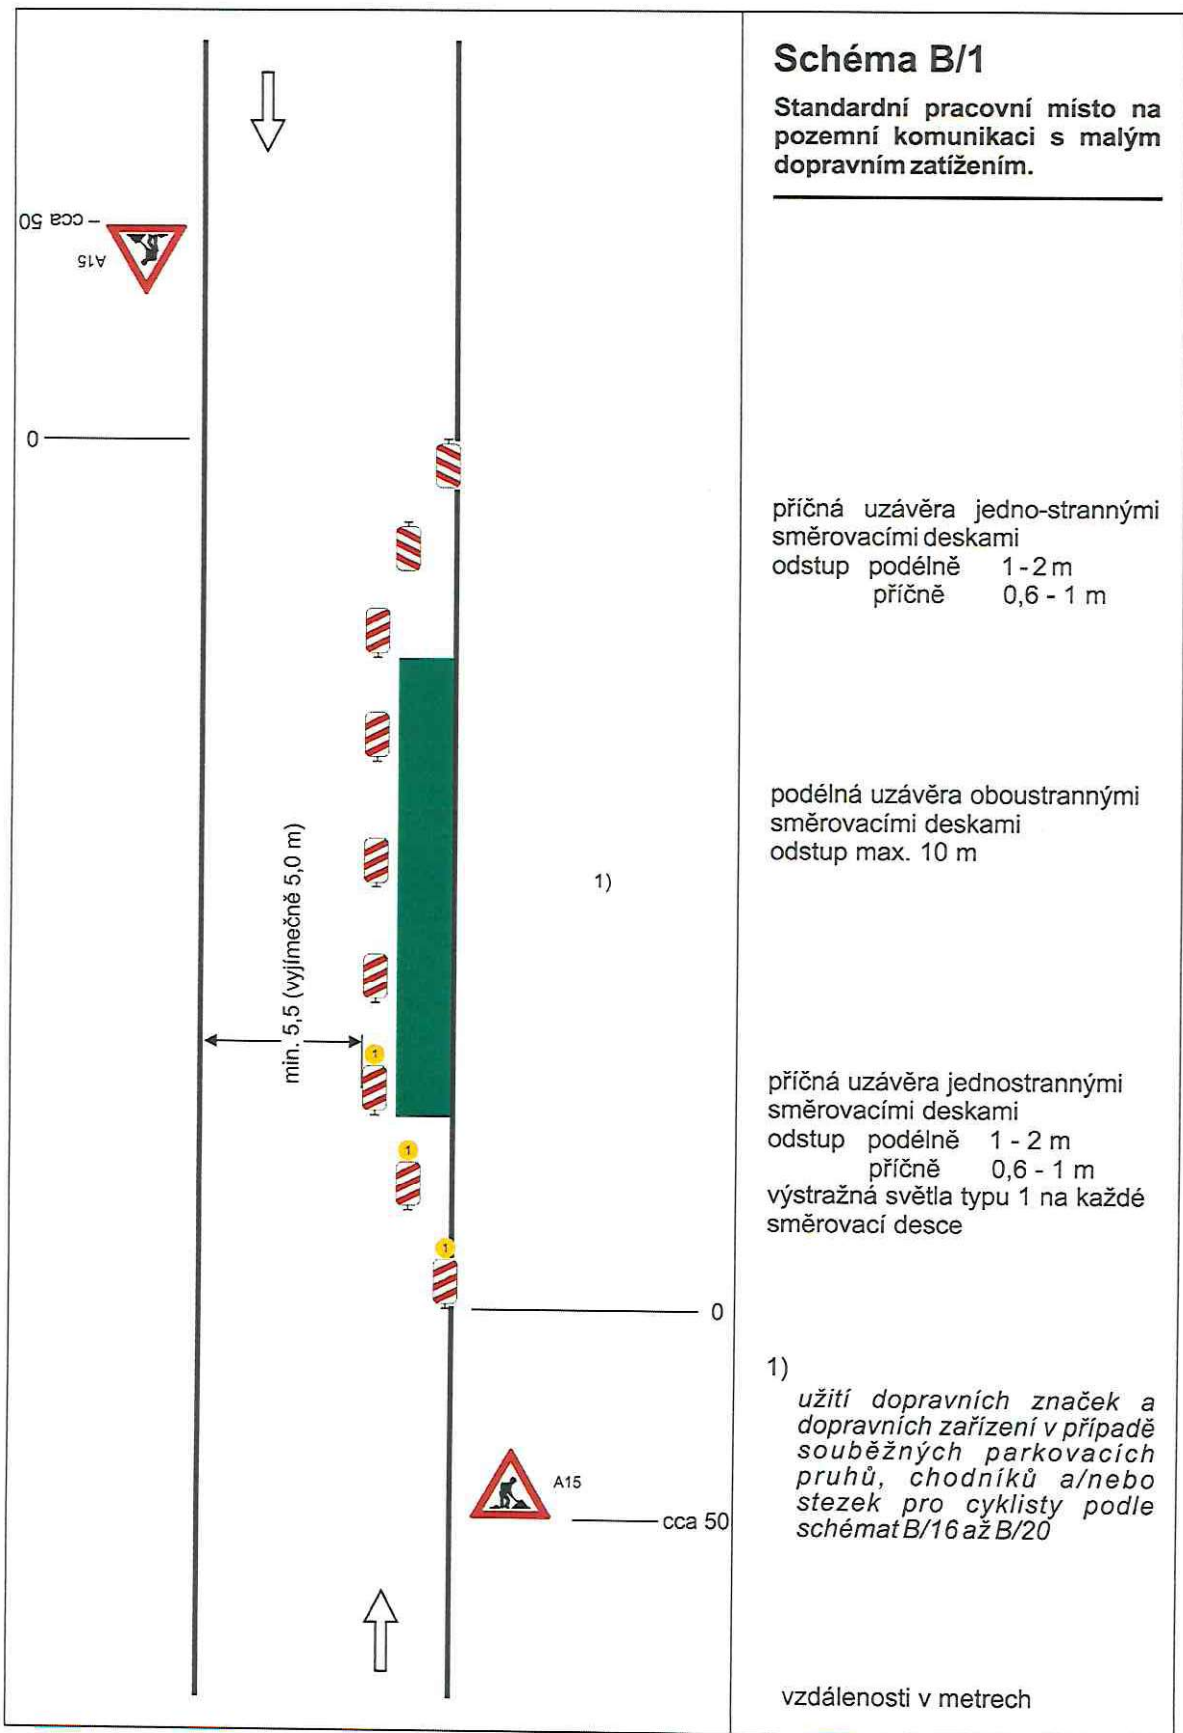 Schéma B/1
Standardní pracovní místo na
pozemní komunikaci s malým
dopravním zatížením.
cca 50
A15
0
příčná uzávěra jedno-strannými
směrovacími deskami
odstup podélně 1-2 m
příčně 0,6 - 1 m
podélná uzávěra oboustrannými
směrovacími deskami
odstup max. 10 m
1)
min. 5,5 (vyjímečně 5,0 m)
1
1
1
příčná uzávěra jednostrannými
směrovacími deskami
odstup podélně 1 - 2 m
příčně 0,6 - 1 m
výstražná světla typu 1 na každé
směrovací desce
0
1)
užití dopravních značek a
dopravních zařízení v případě
souběžných parkovacích
pruhů, chodníků a/nebo
stezek pro cyklisty podle
schémat B/16 až B/20
A15
cca 50
vzdálenosti v metrech